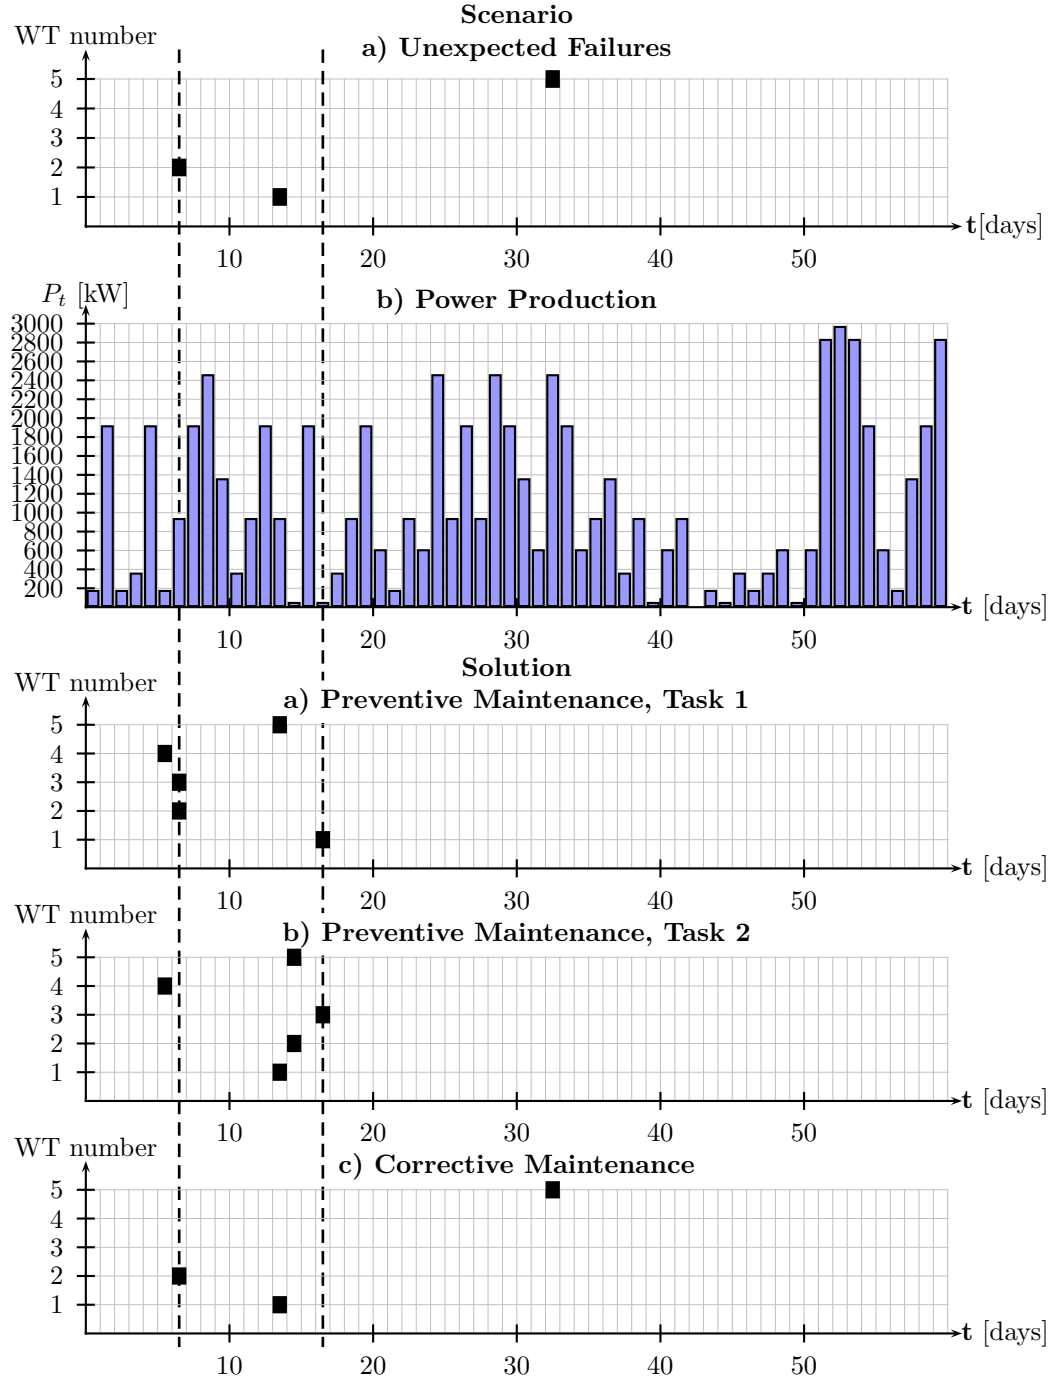 Scenario
WT number
a) Unexpected Failures
5
4
3
2
1
t[days]
10 20 30 40 50
P_t [kW]
b) Power Production
3000
2800
2600
2400
2200
2000
1800
1600
1400
1200
1000
800
600
400
200
t [days]
10 20 30 40 50
Solution
WT number
a) Preventive Maintenance, Task 1
5
4
3
2
1
t [days]
10 20 30 40 50
WT number
b) Preventive Maintenance, Task 2
5
4
3
2
1
t [days]
10 20 30 40 50
WT number
c) Corrective Maintenance
5
4
3
2
1
t [days]
10 20 30 40 50